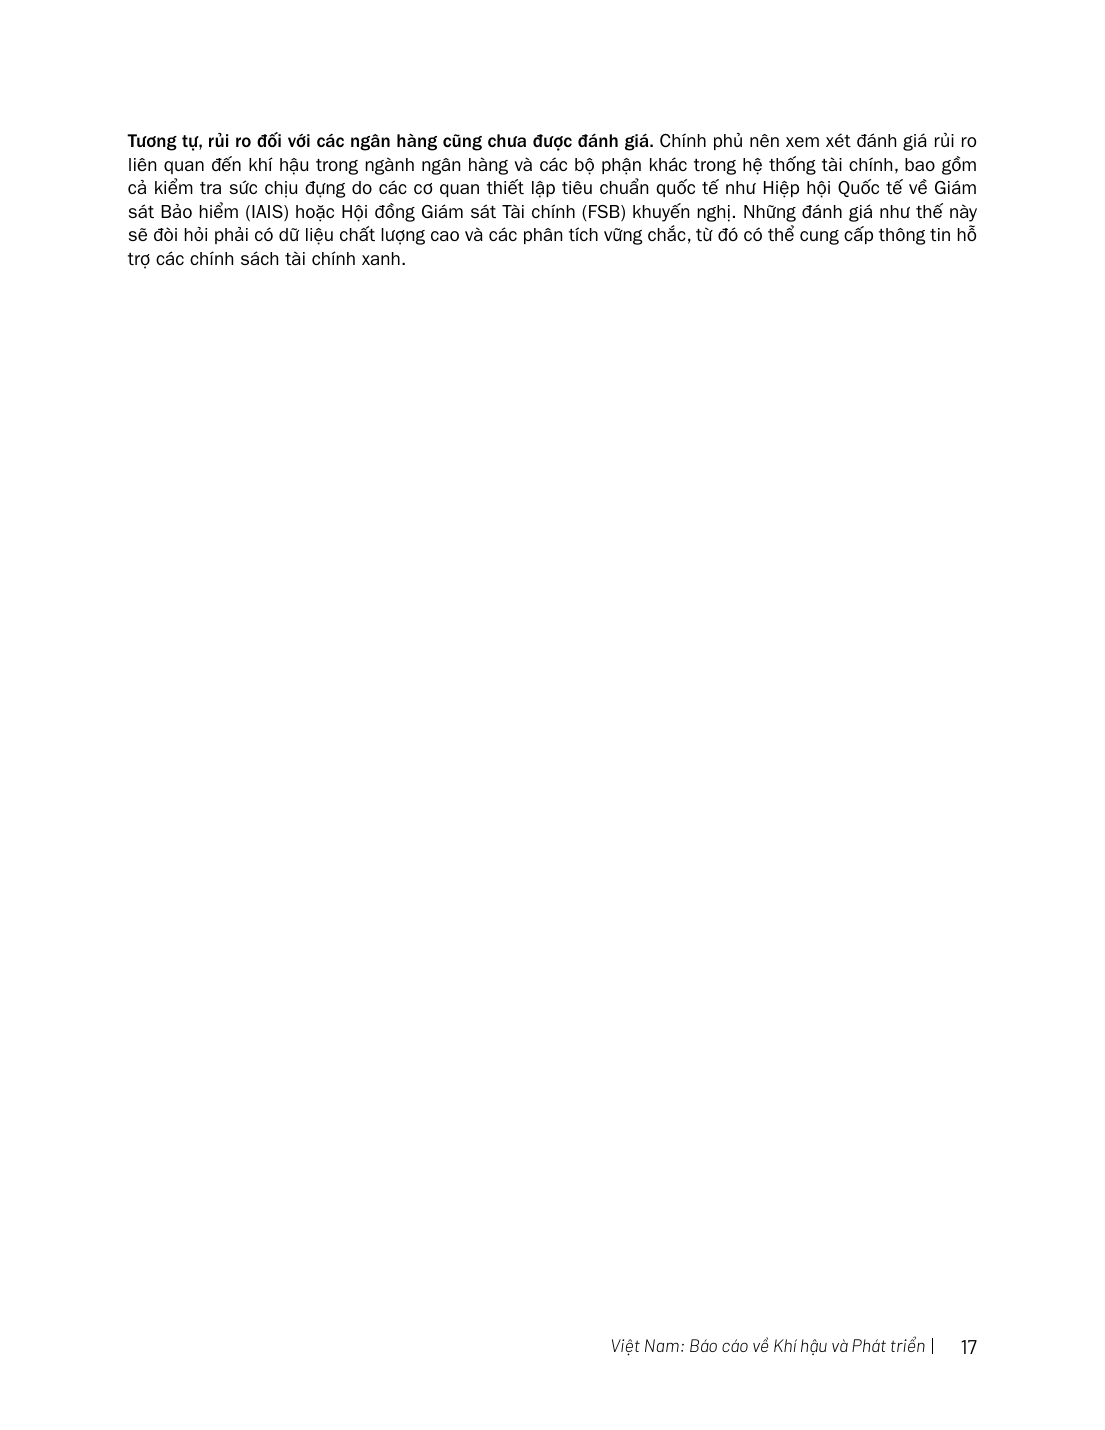 Tương tự, rủi ro đối với các ngân hàng cũng chưa được đánh giá. Chính phủ nên xem xét đánh giá rủi ro
liên quan đến khí hậu trong ngành ngân hàng và các bộ phận khác trong hệ thống tài chính, bao gồm
cả kiểm tra sức chịu đựng do các cơ quan thiết lập tiêu chuẩn quốc tế như Hiệp hội Quốc tế về Giám
sát Bảo hiểm (IAIS) hoặc Hội đồng Giám sát Tài chính (FSB) khuyến nghị. Những đánh giá như thế này
sẽ đòi hỏi phải có dữ liệu chất lượng cao và các phân tích vững chắc, từ đó có thể cung cấp thông tin hỗ
trợ các chính sách tài chính xanh.
Việt Nam: Báo cáo về Khí hậu và Phát triển | 17